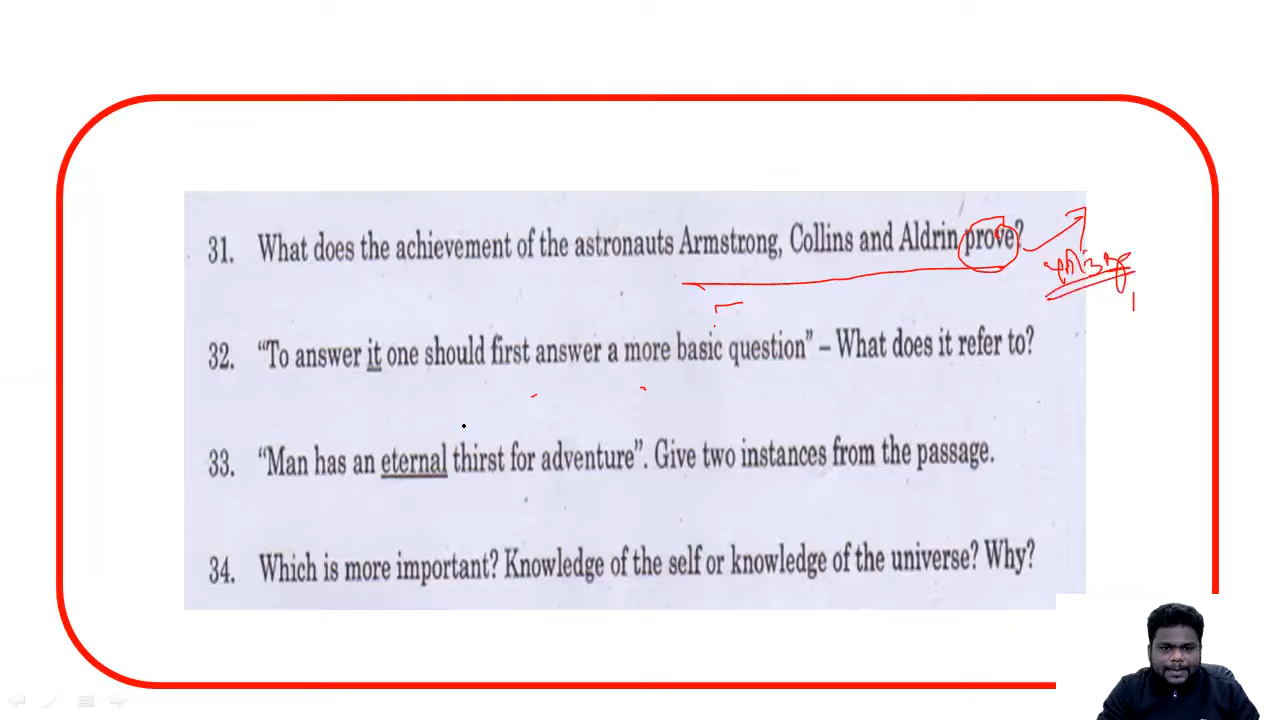 31. What does the achievement of the astronauts Armstrong, Collins and Aldrin prove?
32. “To answer it one should first answer a more basic question” – What does it refer to?
33. “Man has an eternal thirst for adventure”. Give two instances from the passage.
34. Which is more important? Knowledge of the self or knowledge of the universe? Why?